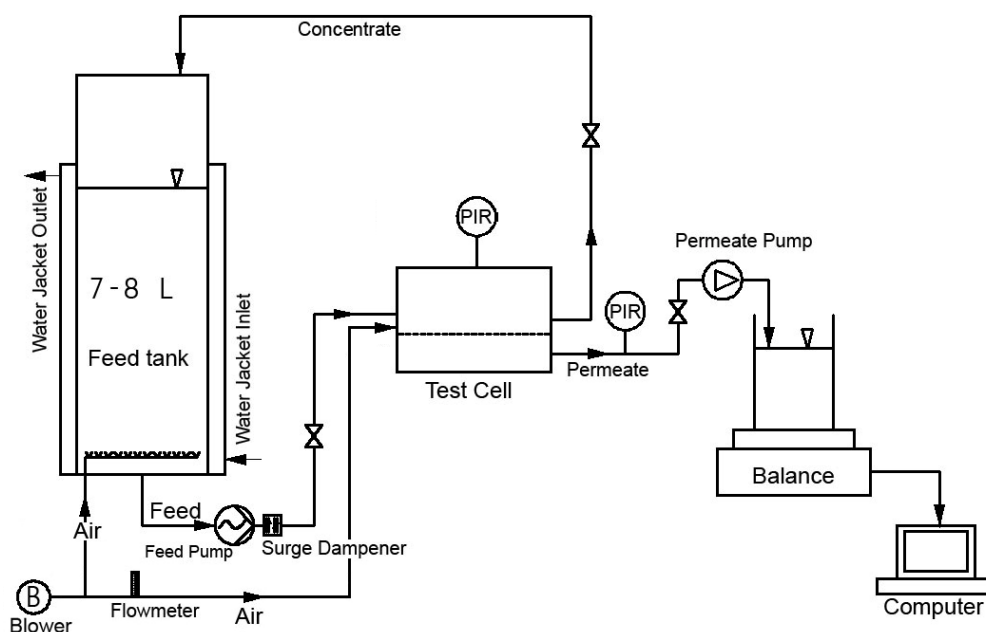 Concentrate
Water Jacket Outlet
PIR
Permeate Pump
7-8 L
Feed tank
Water Jacket Inlet
PIR
Permeate
Test Cell
Balance
Feed
Air
Feed Pump
Surge Dampener
B
Blower
Flowmeter
Air
Computer